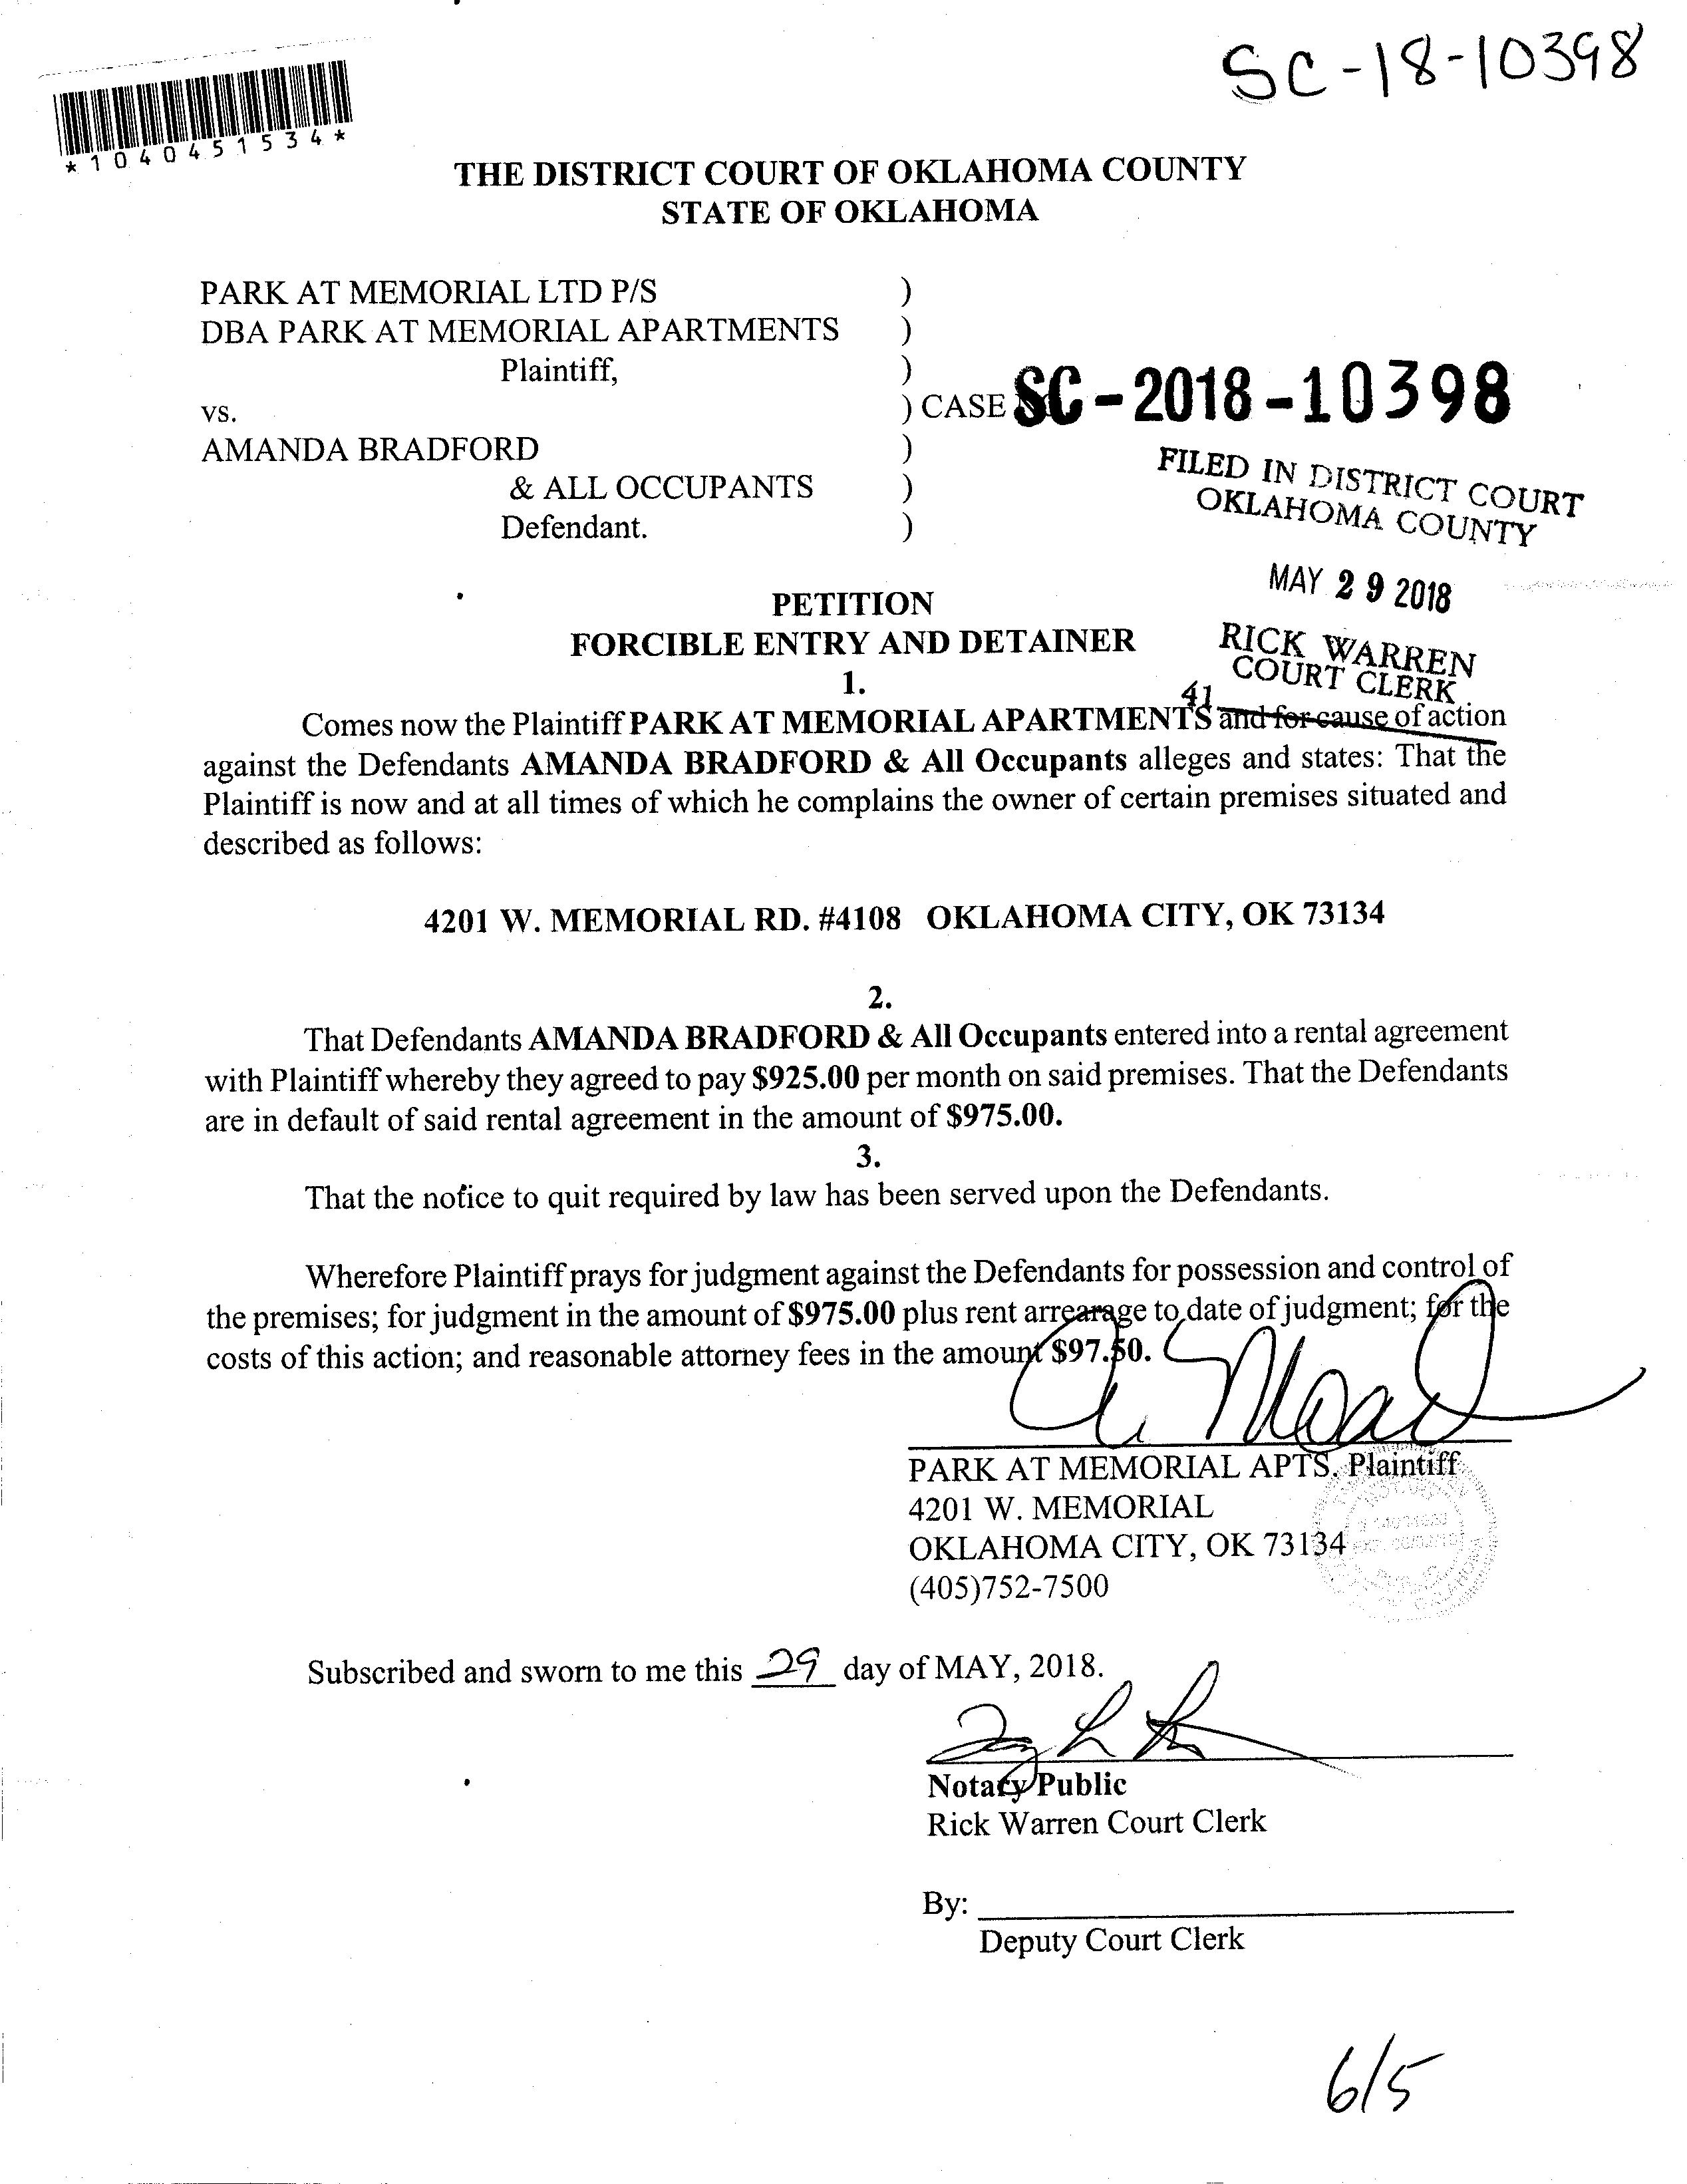 SC-18-10398
*1040451534*
THE DISTRICT COURT OF OKLAHOMA COUNTY
STATE OF OKLAHOMA
PARK AT MEMORIAL LTD P/S )
DBA PARK AT MEMORIAL APARTMENTS )
Plaintiff, )
vs. ) CASE SC-2018-10398
AMANDA BRADFORD )
& ALL OCCUPANTS )
Defendant. )
FILED IN DISTRICT COURT
OKLAHOMA COUNTY
MAY 29 2018
RICK WARREN
COURT CLERK
41
PETITION
FORCIBLE ENTRY AND DETAINER
1.
Comes now the Plaintiff PARK AT MEMORIAL APARTMENTS and for cause of action
against the Defendants AMANDA BRADFORD & All Occupants alleges and states: That the
Plaintiff is now and at all times of which he complains the owner of certain premises situated and
described as follows:
4201 W. MEMORIAL RD. #4108 OKLAHOMA CITY, OK 73134
2.
That Defendants AMANDA BRADFORD & All Occupants entered into a rental agreement
with Plaintiff whereby they agreed to pay $925.00 per month on said premises. That the Defendants
are in default of said rental agreement in the amount of $975.00.
3.
That the notice to quit required by law has been served upon the Defendants.
Wherefore Plaintiff prays for judgment against the Defendants for possession and control of
the premises; for judgment in the amount of $975.00 plus rent arrearage to date of judgment; for the
costs of this action; and reasonable attorney fees in the amount $97.50.
PARK AT MEMORIAL APTS. Plaintiff
4201 W. MEMORIAL
OKLAHOMA CITY, OK 73134
(405)752-7500
Subscribed and sworn to me this 29 day of MAY, 2018.
Notary Public
Rick Warren Court Clerk
By:
Deputy Court Clerk
6/5